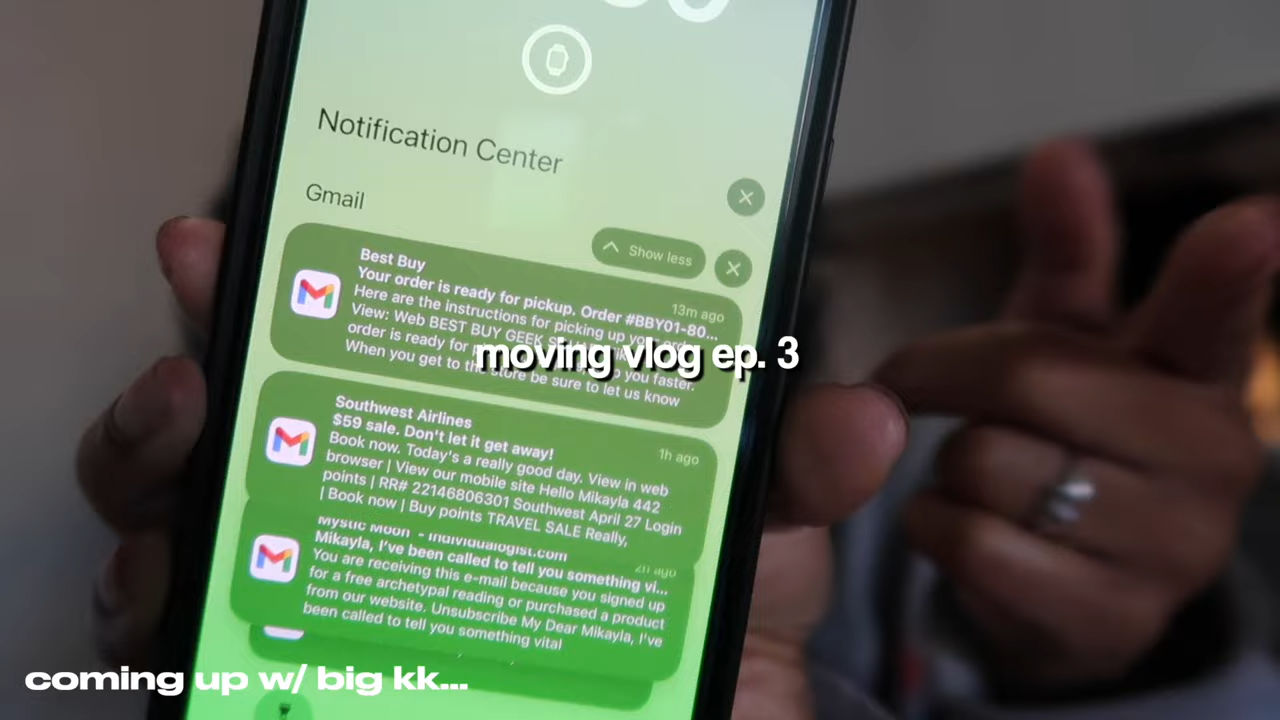 Notification Center
Gmail
Show less
Best Buy
13m ago
Your order is ready for pickup. Order #BBY01-80...
Here are the instructions for picking up your
View: Web BEST BUY GEEK
order is ready for you faster.
When you get to the store be sure to let us know
moving vlog ep. 3
Southwest Airlines
1h ago
$59 sale. Don't let it get away!
Book now. Today's a really good day. View in web
browser | View our mobile site Hello Mikayla 442
points | RR# 22146806301 Southwest April 27 Login
| Book now | Buy points TRAVEL SALE Really,
Mystic Moon - individualogist.com
2h ago
Mikayla, I've been called to tell you something vi...
You are receiving this e-mail because you signed up
for a free archetypal reading or purchased a product
from our website. Unsubscribe My Dear Mikayla, I've
been called to tell you something vital
coming up w/ big kk...